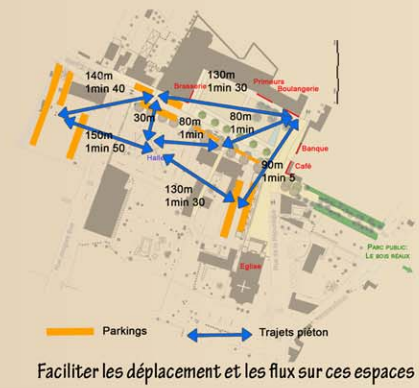 140m
1min 40
130m
1min 30
Primeurs
Boulangerie
Brasserie
30m
80m
1min
80m
1min
150m
1min 50
Halle
Banque
Café
90m
1min 5
130m
1min 30
Eglise
PARC PUBLIC:
LE BOIS RÉAUX
Parkings
Trajets piéton
Faciliter les déplacement et les flux sur ces espaces